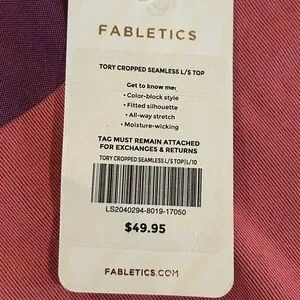 FABLETICS
TORY CROPPED SEAMLESS L/S TOP
Get to know me:
• Color-block style
• Fitted silhouette
• All-way stretch
• Moisture-wicking
TAG MUST REMAIN ATTACHED
FOR EXCHANGES & RETURNS
TORY CROPPED SEAMLESS L/S TOP|L/10
LS2040294-8019-17050
$49.95
FABLETICS.COM